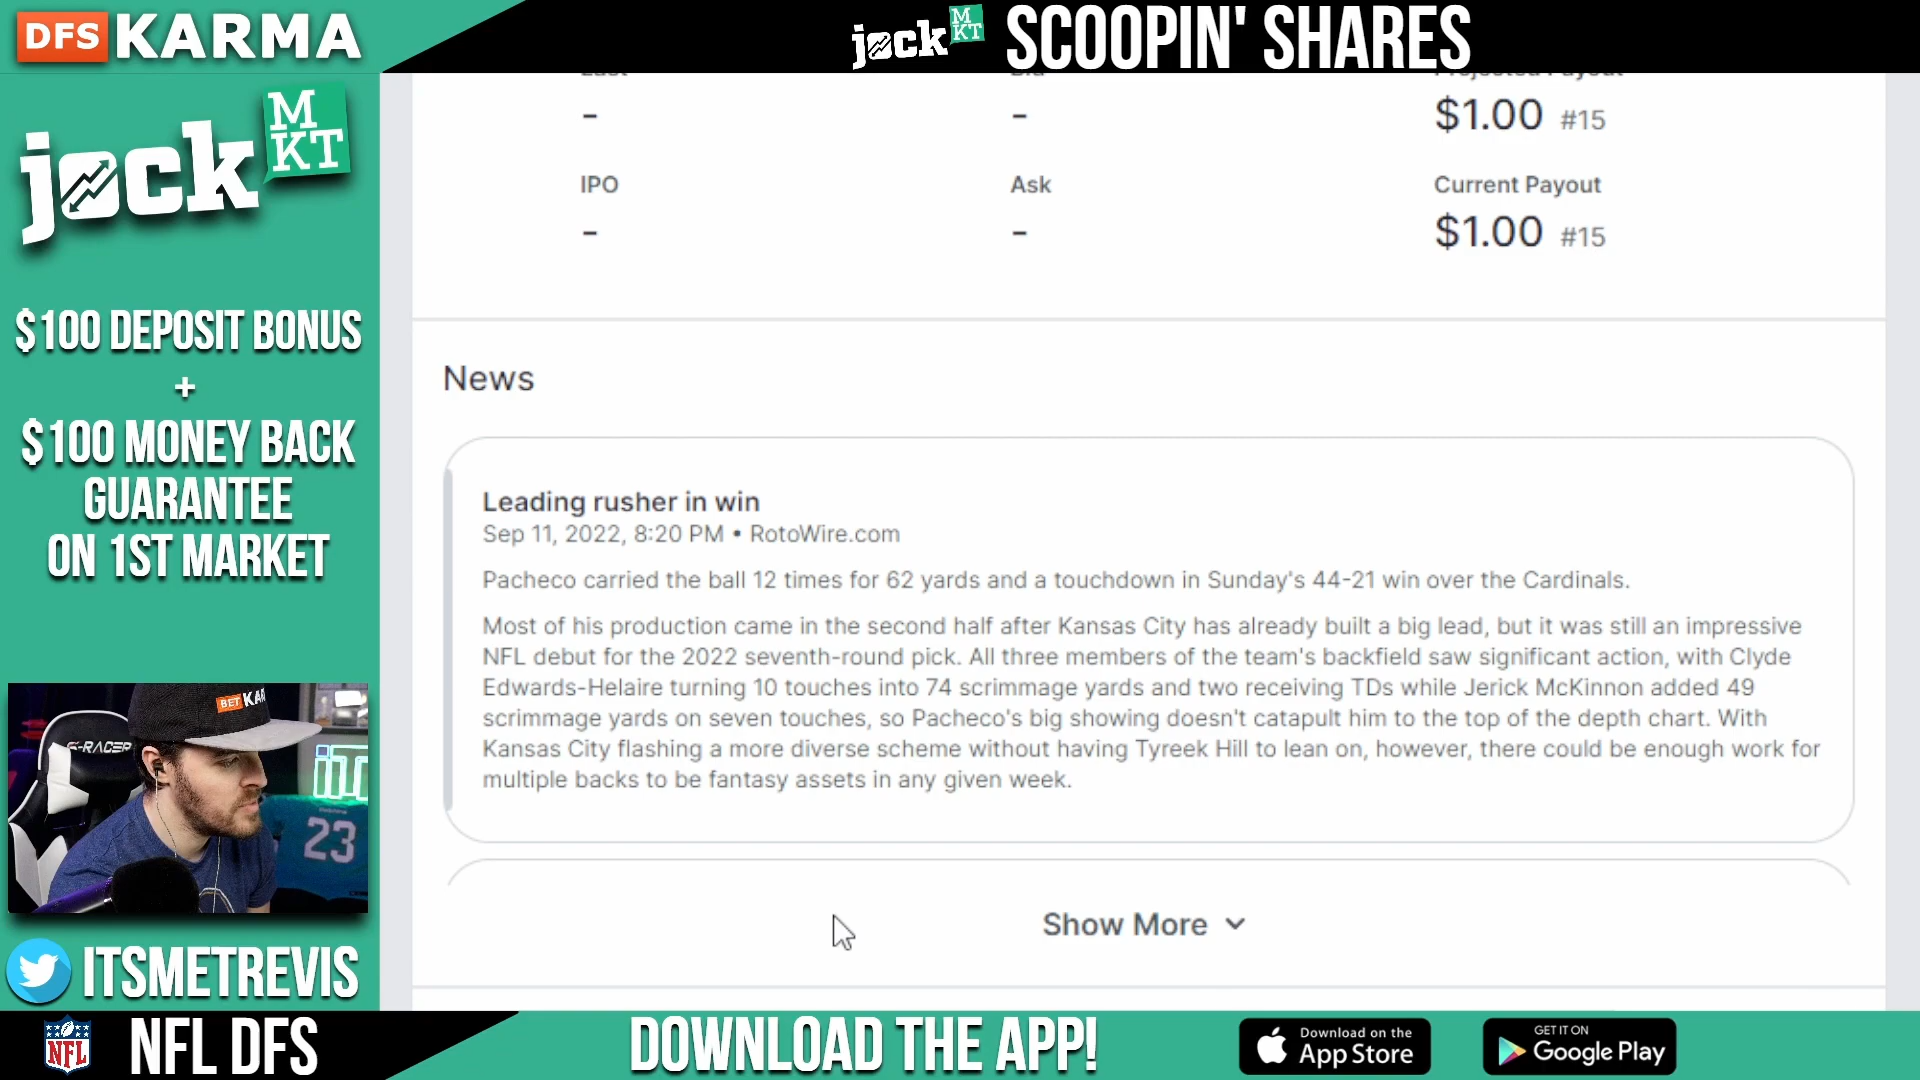 DFS KARMA
jock MKT SCOOPIN' SHARES
jock MKT
$100 DEPOSIT BONUS
+
$100 MONEY BACK
GUARANTEE
ON 1ST MARKET
Last Bid Projected Payout
- - $1.00 #15
IPO Ask Current Payout
- - $1.00 #15
News
Leading rusher in win
Sep 11, 2022, 8:20 PM • RotoWire.com
Pacheco carried the ball 12 times for 62 yards and a touchdown in Sunday's 44-21 win over the Cardinals.
Most of his production came in the second half after Kansas City has already built a big lead, but it was still an impressive
NFL debut for the 2022 seventh-round pick. All three members of the team's backfield saw significant action, with Clyde
Edwards-Helaire turning 10 touches into 74 scrimmage yards and two receiving TDs while Jerick McKinnon added 49
scrimmage yards on seven touches, so Pacheco's big showing doesn't catapult him to the top of the depth chart. With
Kansas City flashing a more diverse scheme without having Tyreek Hill to lean on, however, there could be enough work for
multiple backs to be fantasy assets in any given week.
Show More
BET KAR
-RACER
23
ITSMETREVIS
NFL NFL DFS
DOWNLOAD THE APP!
Download on the
App Store
GET IT ON
Google Play